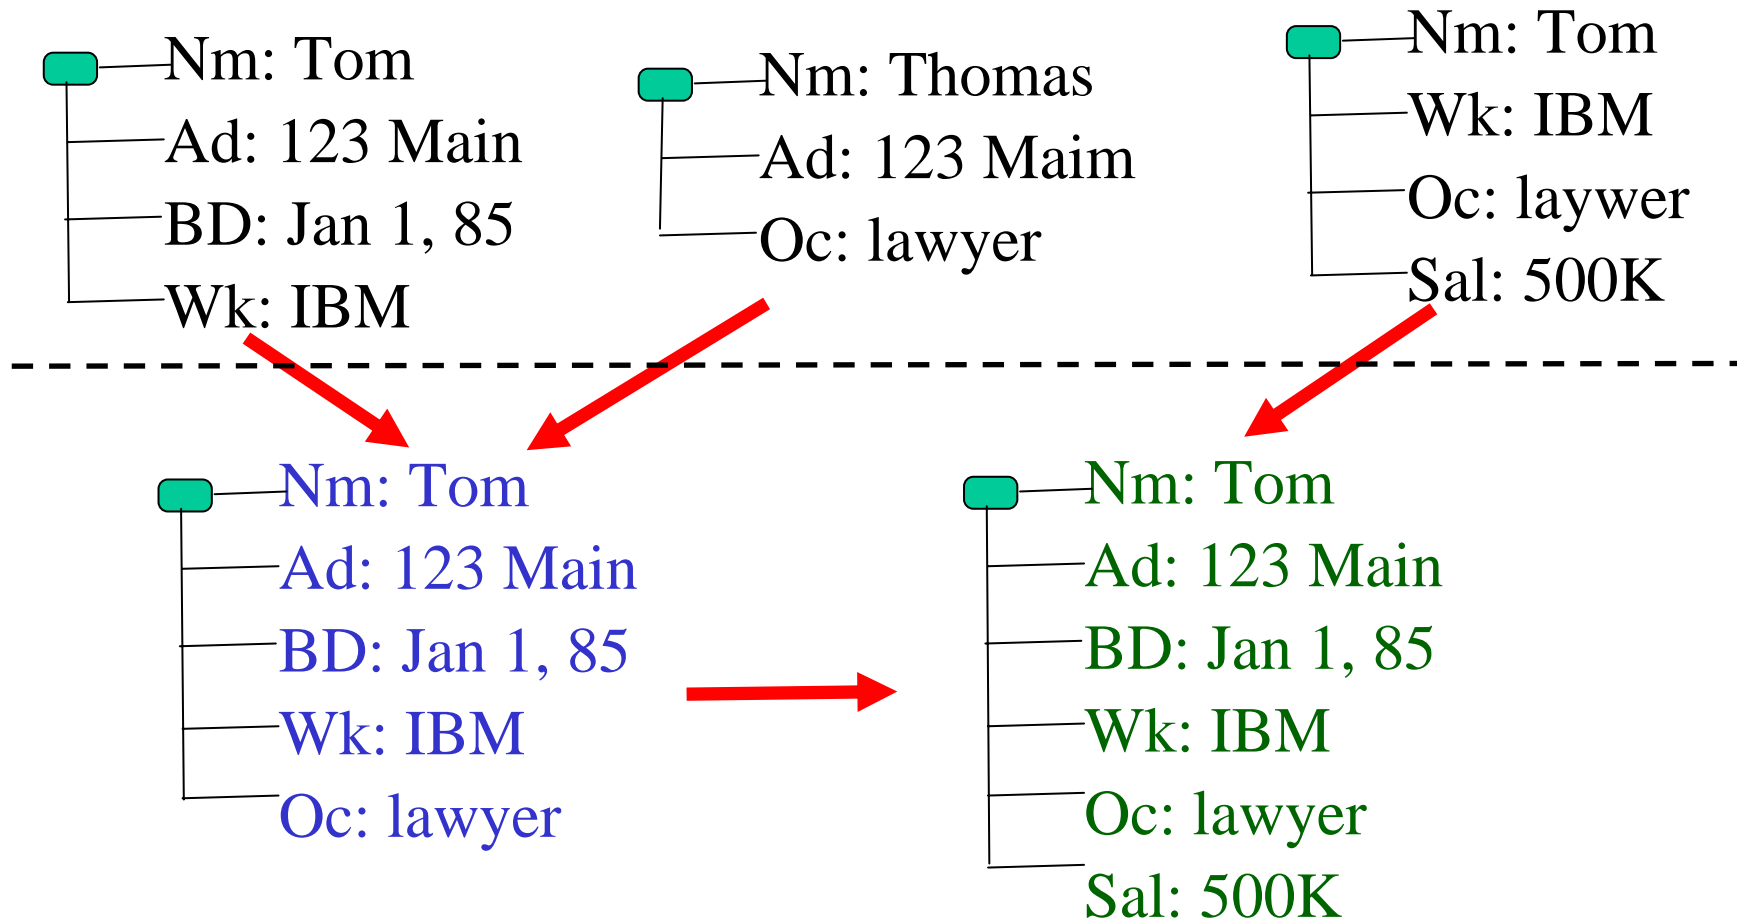 Nm: Tom
Ad: 123 Main
BD: Jan 1, 85
Wk: IBM
Nm: Thomas
Ad: 123 Maim
Oc: lawyer
Nm: Tom
Wk: IBM
Oc: laywer
Sal: 500K
Nm: Tom
Ad: 123 Main
BD: Jan 1, 85
Wk: IBM
Oc: lawyer
Nm: Tom
Ad: 123 Main
BD: Jan 1, 85
Wk: IBM
Oc: lawyer
Sal: 500K